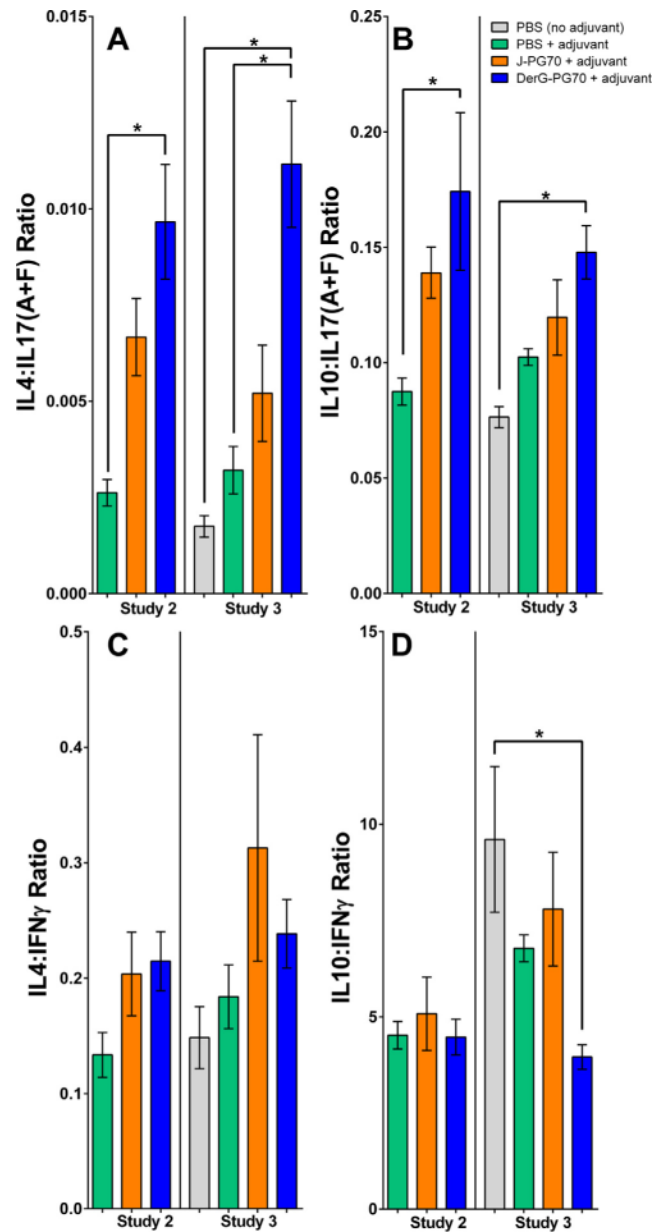 A
0.015
0.010
0.005
0.000
IL4:IL17(A+F) Ratio
*
*
*
Study 2
Study 3
B
0.25
0.20
0.15
0.10
0.05
0.00
IL10:IL17(A+F) Ratio
*
*
Study 2
Study 3
PBS (no adjuvant)
PBS + adjuvant
J-PG70 + adjuvant
DerG-PG70 + adjuvant
C
0.5
0.4
0.3
0.2
0.1
0.0
IL4:IFNγ Ratio
Study 2
Study 3
D
15
10
5
0
IL10:IFNγ Ratio
*
Study 2
Study 3